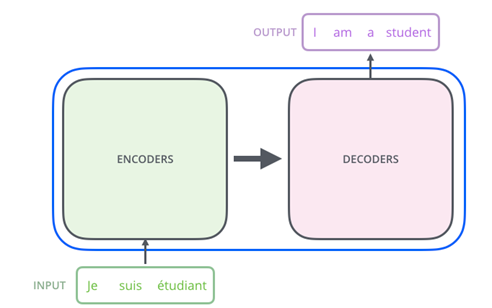 OUTPUT I am a student
ENCODERS DECODERS
INPUT Je suis étudiant